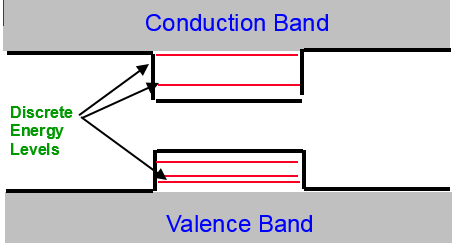 Conduction Band
Discrete
Energy
Levels
Valence Band